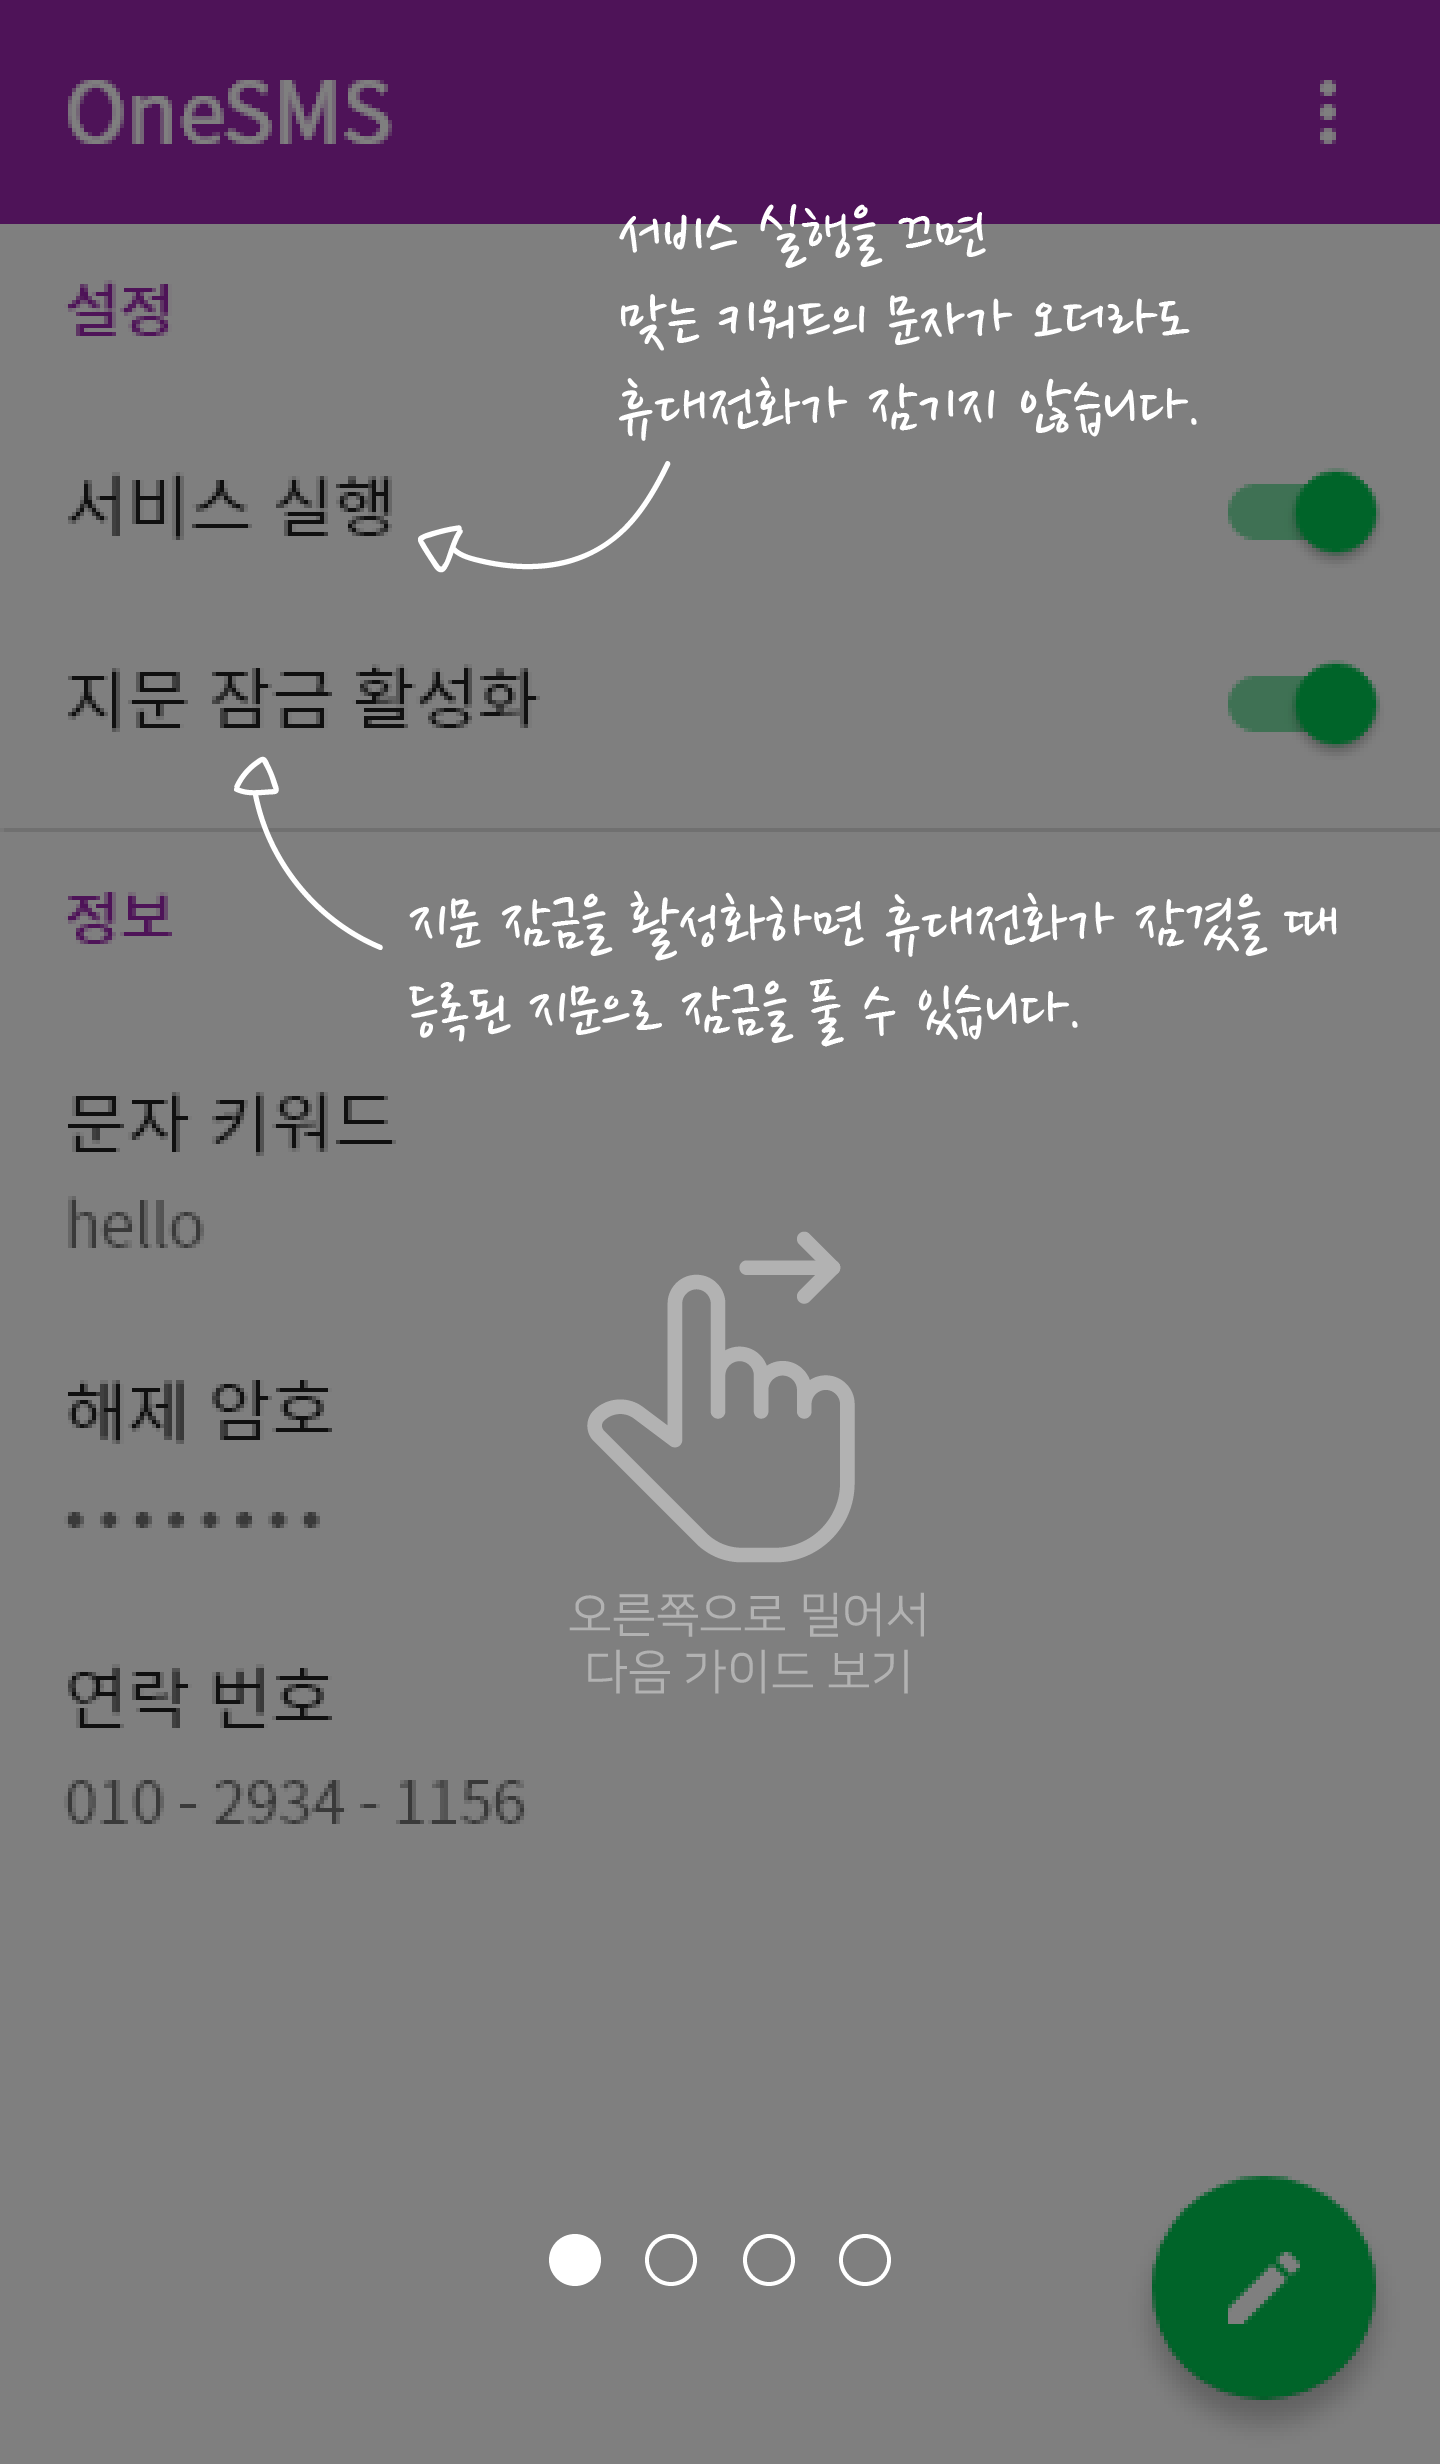 OneSMS
서비스 실행을 끄면
맞는 키워드의 문자가 오더라도
휴대전화가 잠기지 않습니다.
설정
서비스 실행
지문 잠금 활성화
정보
지문 잠금을 활성화하면 휴대전화가 잠겼을 때
등록된 지문으로 잠금을 풀 수 있습니다.
문자 키워드
hello
해제 암호
••••••••
오른쪽으로 밀어서
다음 가이드 보기
연락 번호
010 - 2934 - 1156